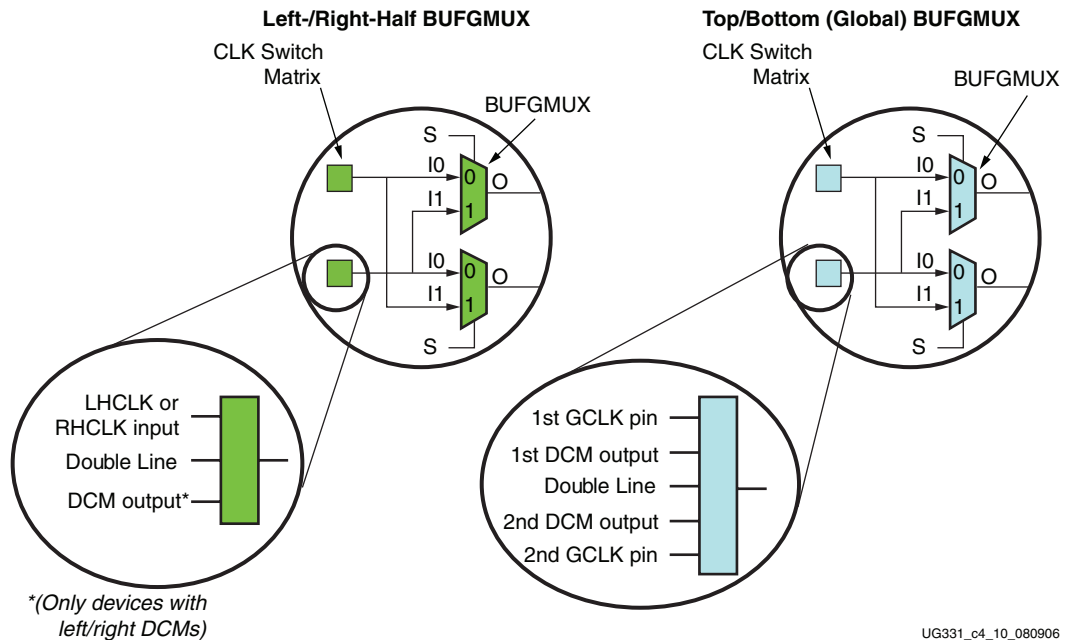 Left-/Right-Half BUFGMUX
CLK Switch
Matrix
BUFGMUX
S
I0
0
O
I1
1
I0
0
O
I1
1
S
LHCLK or
RHCLK input
Double Line
DCM output*
*(Only devices with
left/right DCMs)
Top/Bottom (Global) BUFGMUX
CLK Switch
Matrix
BUFGMUX
S
I0
0
O
I1
1
I0
0
O
I1
1
S
1st GCLK pin
1st DCM output
Double Line
2nd DCM output
2nd GCLK pin
UG331_c4_10_080906